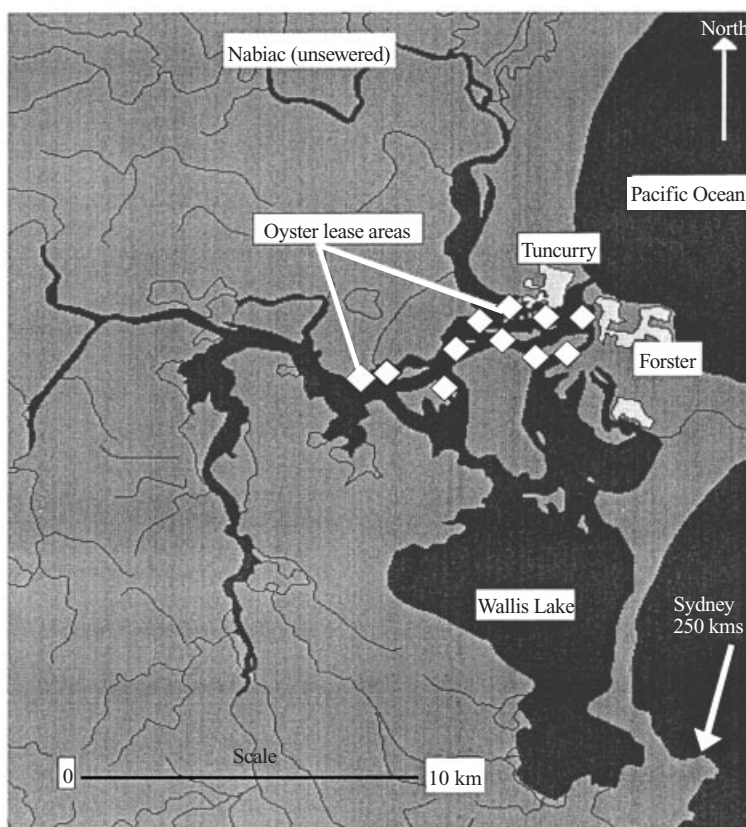 North
Nabiac (unsewered)
Pacific Ocean
Oyster lease areas
Tuncurry
Forster
Wallis Lake
Sydney
250 kms
Scale
0
10 km